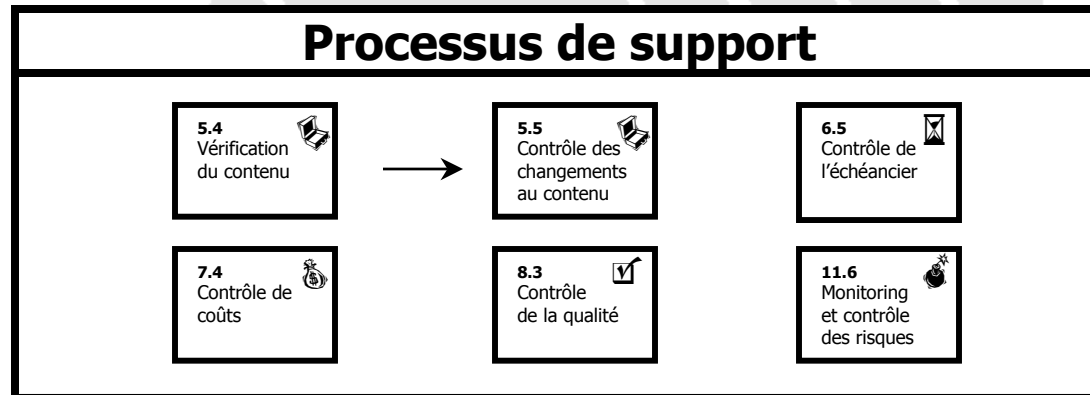 Processus de support
5.4
Vérification
du contenu
5.5
Contrôle des
changements
au contenu
6.5
Contrôle de
l'échéancier
7.4
Contrôle de
coûts
8.3
Contrôle
de la qualité
11.6
Monitoring
et contrôle
des risques